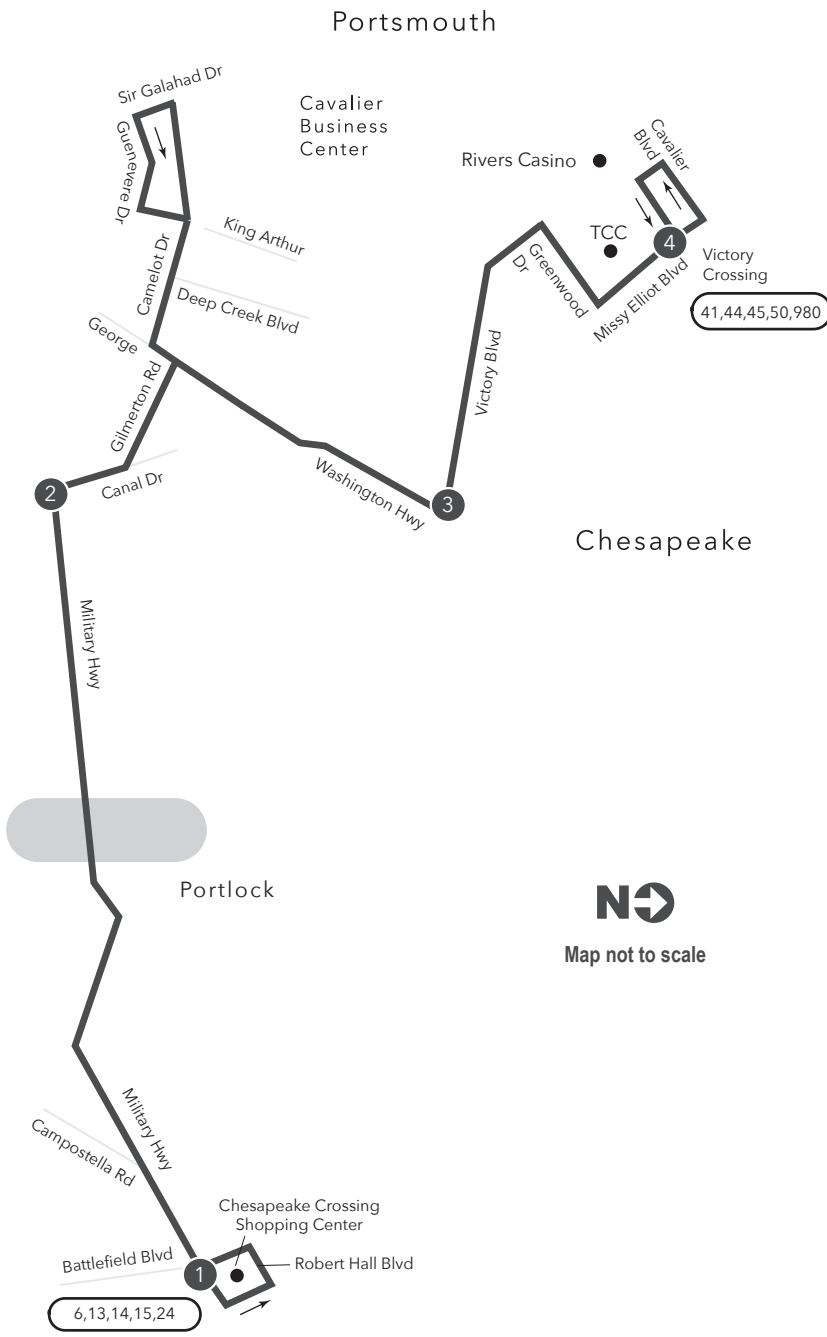 Portsmouth
Sir Galahad Dr
Guenevere Dr
Cavalier
Business
Center
Rivers Casino
Cavalier
Blvd
TCC
4
Victory
Crossing
41,44,45,50,980
Missy Elliot Blvd
Greenwood
Dr
King Arthur
Camelot Dr
Deep Creek Blvd
George
Gilmerton Rd
Victory Blvd
Washington Hwy
2
Canal Dr
3
Chesapeake
Military Hwy
Portlock
N
Map not to scale
Military Hwy
Campostella Rd
Chesapeake Crossing
Shopping Center
Battlefield Blvd
1
Robert Hall Blvd
6,13,14,15,24